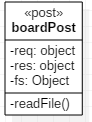 «post»
boardPost
-req: object
-res: object
-fs: Object
-readFile()